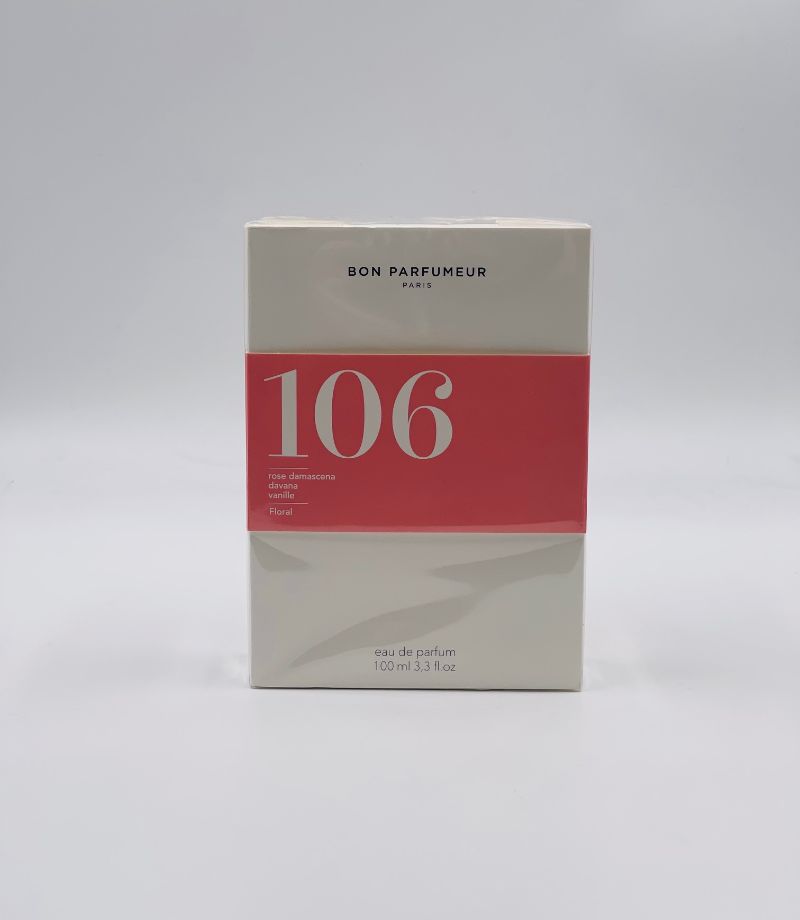 BON PARFUMEUR
PARIS
106
rose damascena
davana
vanille
Floral
eau de parfum
100 ml 3,3 fl.oz